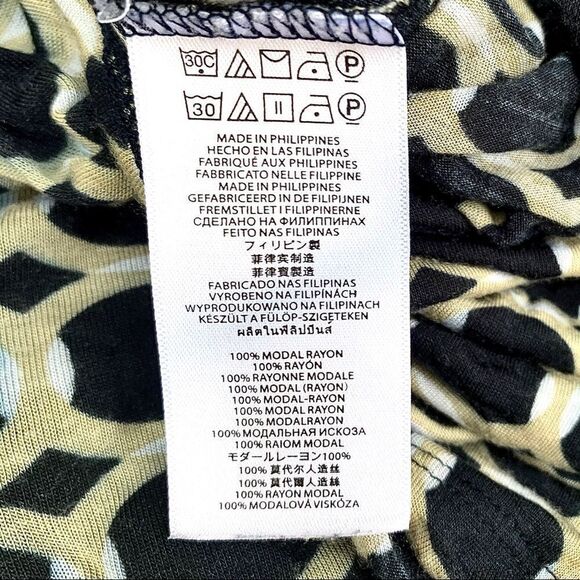 30C P
30 P
MADE IN PHILIPPINES
HECHO EN LAS FILIPINAS
FABRIQUÉ AUX PHILIPPINES
FABBRICATO NELLE FILIPPINE
MADE IN PHILIPPINES
GEFABRICEERD IN DE FILIPIJNEN
FREMSTILLET I FILIPPINERNE
СДЕЛАНО НА ФИЛИППИНАХ
FEITO NAS FILIPINAS
フィリピン製
菲律宾制造
菲律賓製造
FABRICADO NAS FILIPINAS
VYROBENO NA FILIPÍNÁCH
WYPRODUKOWANO NA FILIPINACH
KÉSZÜLT A FÜLÖP-SZIGETEKEN
ผลิตในฟิลิปปินส์
100% MODAL RAYON
100% RAYÓN
100% RAYONNE MODALE
100% MODAL (RAYON)
100% MODAL-RAYON
100% MODAL RAYON
100% MODALRAYON
100% МОДАЛЬНАЯ ИСКОЗА
100% RAIOM MODAL
モダールレーヨン100%
100% 莫代尔人造丝
100% 莫代爾人造絲
100% RAYON MODAL
100% MODALOVÁ VISKÓZA